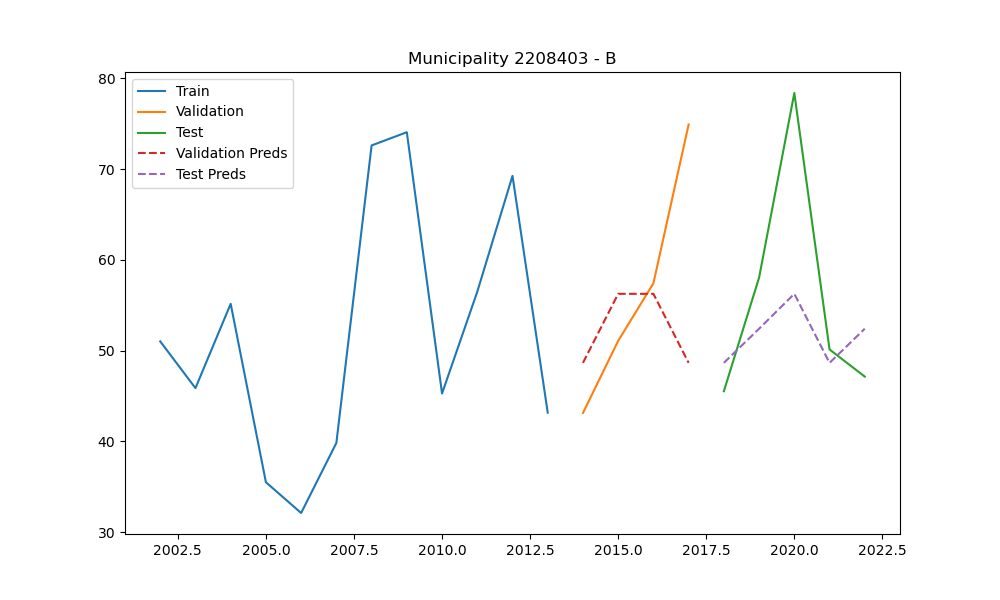 Municipality 2208403 - B
Train
Validation
Test
Validation Preds
Test Preds
80
70
60
50
40
30
2002.5 2005.0 2007.5 2010.0 2012.5 2015.0 2017.5 2020.0 2022.5